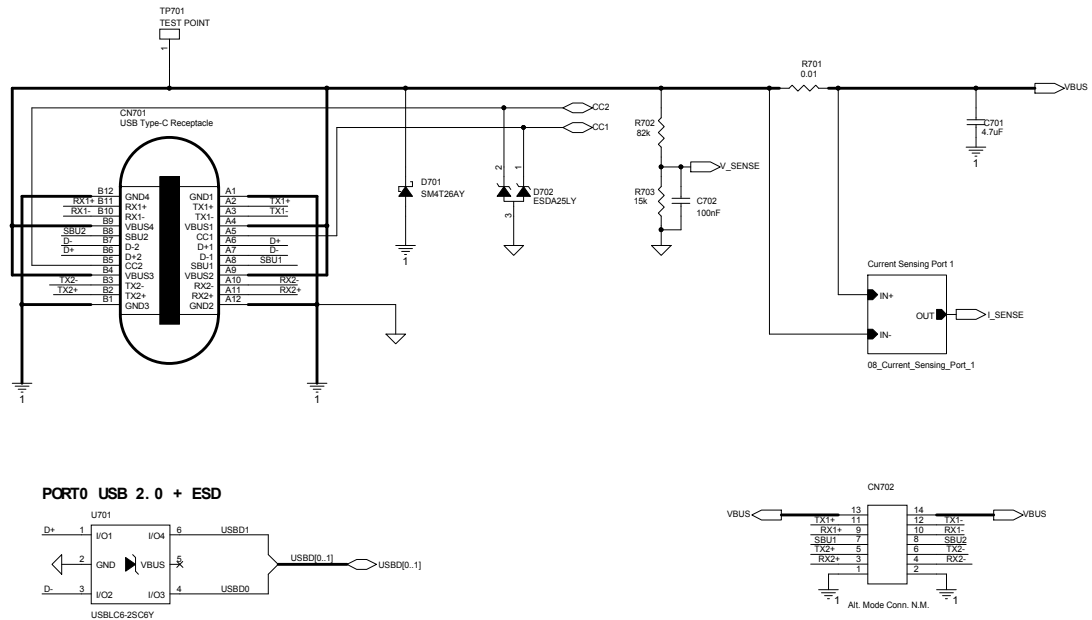 TP701
TEST POINT
1
R701
0.01
VBUS
CN701
USB Type-C Receptacle
CC2
CC1
R702
82k
C701
4.7uF
1
V_SENSE
2
1
D701
SM4T26AY
D702
ESDA25LY
3
R703
15k
C702
100nF
1
B12 GND4 GND1 A1
RX1+ B11 RX1+ TX1+ A2 TX1+
RX1- B10 RX1- TX1- A3 TX1-
B9 VBUS4 VBUS1 A4
SBU2 B8 SBU2 CC1 A5
D- B7 D-2 D+1 A6 D+
D+ B6 D+2 D-1 A7 D-
B5 CC2 SBU1 A8 SBU1
B4 VBUS3 VBUS2 A9
TX2- B3 TX2- RX2- A10 RX2-
TX2+ B2 TX2+ RX2+ A11 RX2+
B1 GND3 GND2 A12
1
1
Current Sensing Port 1
IN+
OUT
I_SENSE
IN-
08_Current_Sensing_Port_1
PORT0 USB 2.0 + ESD
U701
D+ 1 I/O1 I/O4 6 USBD1
2 GND VBUS 5
USBD[0..1]
USBD[0..1]
D- 3 I/O2 I/O3 4 USBD0
USBLC6-2SC6Y
CN702
VBUS 13 14 VBUS
TX1+ 11 12 TX1-
RX1+ 9 10 RX1-
SBU1 7 8 SBU2
TX2+ 5 6 TX2-
RX2+ 3 4 RX2-
1 2
1
1
Alt. Mode Conn. N.M.